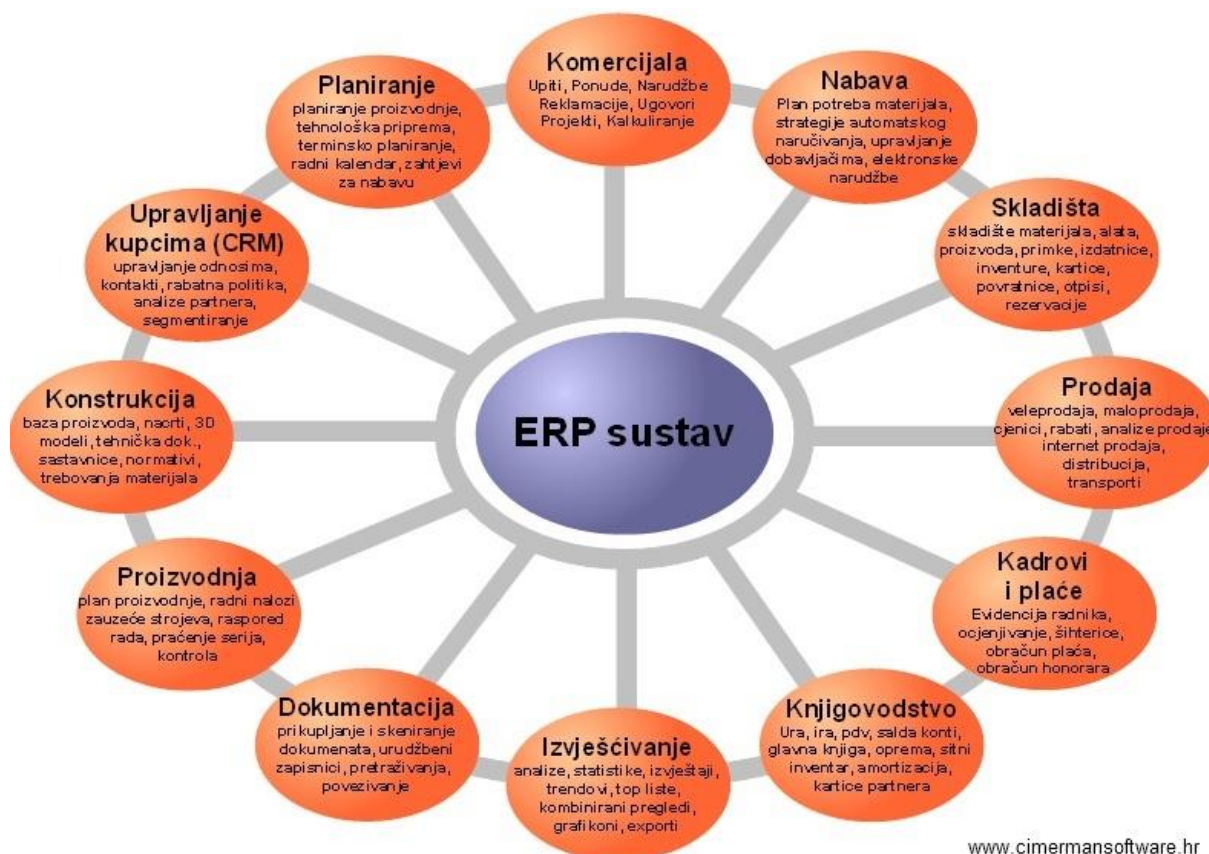 Komercijala
Upiti, Ponude, Narudžbe
Reklamacije, Ugovori
Projekti, Kalkuliranje
Nabava
Plan potreba materijala,
strategije automatskog
naručivanja, upravljanje
dobavljačima, elektronske
narudžbe
Skladišta
skladište materijala, alata,
proizvoda, primke, izdatnice,
inventure, kartice,
povratnice, otpisi,
rezervacije
Prodaja
veleprodaja, maloprodaja,
cjenici, rabati, analize prodaje
internet prodaja,
distribucija,
transporti
Kadrovi
i plaće
Evidencija radnika,
ocjenjivanje, šihterice,
obračun plaća,
obračun honorara
Knjigovodstvo
Ura, ira, pdv, salda konti,
glavna knjiga, oprema, sitni
inventar, amortizacija,
kartice partnera
Izvješćivanje
analize, statistike, izvještaji,
trendovi, top liste,
kombinirani pregledi,
grafikoni, exporti
Dokumentacija
prikupljanje i skeniranje
dokumenata, urudžbeni
zapisnici, pretraživanja,
povezivanje
Proizvodnja
plan proizvodnje, radni nalozi
zauzeće strojeva, raspored
rada, praćenje serija,
kontrola
Konstrukcija
baza proizvoda, nacrti, 3D
modeli, tehnička dok.,
sastavnice, normativi,
trebovanja materijala
Upravljanje
kupcima (CRM)
upravljanje odnosima,
kontakti, rabatna politika,
analize partnera,
segmentiranje
Planiranje
planiranje proizvodnje,
tehnološka priprema,
terminsko planiranje,
radni kalendar, zahtjevi
za nabavu
ERP sustav
www.cimermansoftware.hr